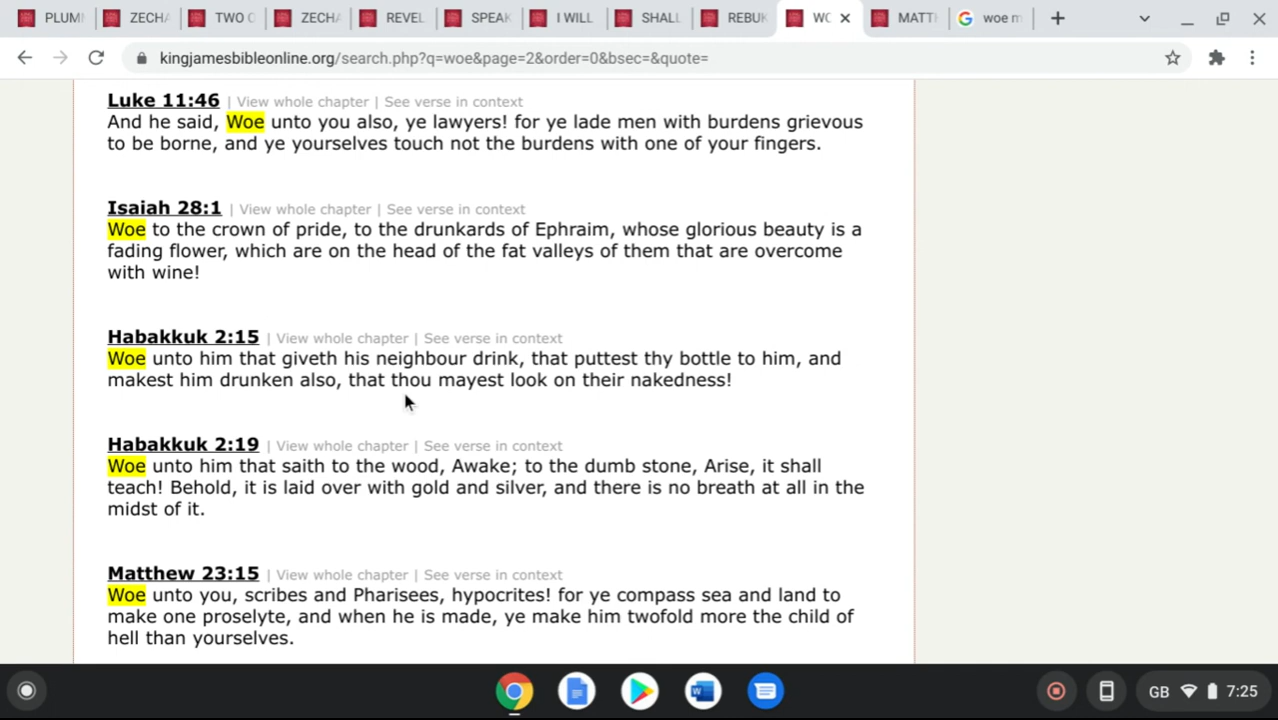 PLUM ZECHA TWO C ZECHA REVEL SPEAK I WILL SHALL REBUK WO MATT woe m
kingjamesbibleonline.org/search.php?q=woe&page=2&order=0&bsec=&quote=
Luke 11:46 | View whole chapter | See verse in context
And he said, Woe unto you also, ye lawyers! for ye lade men with burdens grievous
to be borne, and ye yourselves touch not the burdens with one of your fingers.
Isaiah 28:1 | View whole chapter | See verse in context
Woe to the crown of pride, to the drunkards of Ephraim, whose glorious beauty is a
fading flower, which are on the head of the fat valleys of them that are overcome
with wine!
Habakkuk 2:15 | View whole chapter | See verse in context
Woe unto him that giveth his neighbour drink, that puttest thy bottle to him, and
makest him drunken also, that thou mayest look on their nakedness!
Habakkuk 2:19 | View whole chapter | See verse in context
Woe unto him that saith to the wood, Awake; to the dumb stone, Arise, it shall
teach! Behold, it is laid over with gold and silver, and there is no breath at all in the
midst of it.
Matthew 23:15 | View whole chapter | See verse in context
Woe unto you, scribes and Pharisees, hypocrites! for ye compass sea and land to
make one proselyte, and when he is made, ye make him twofold more the child of
hell than yourselves.
GB 7:25